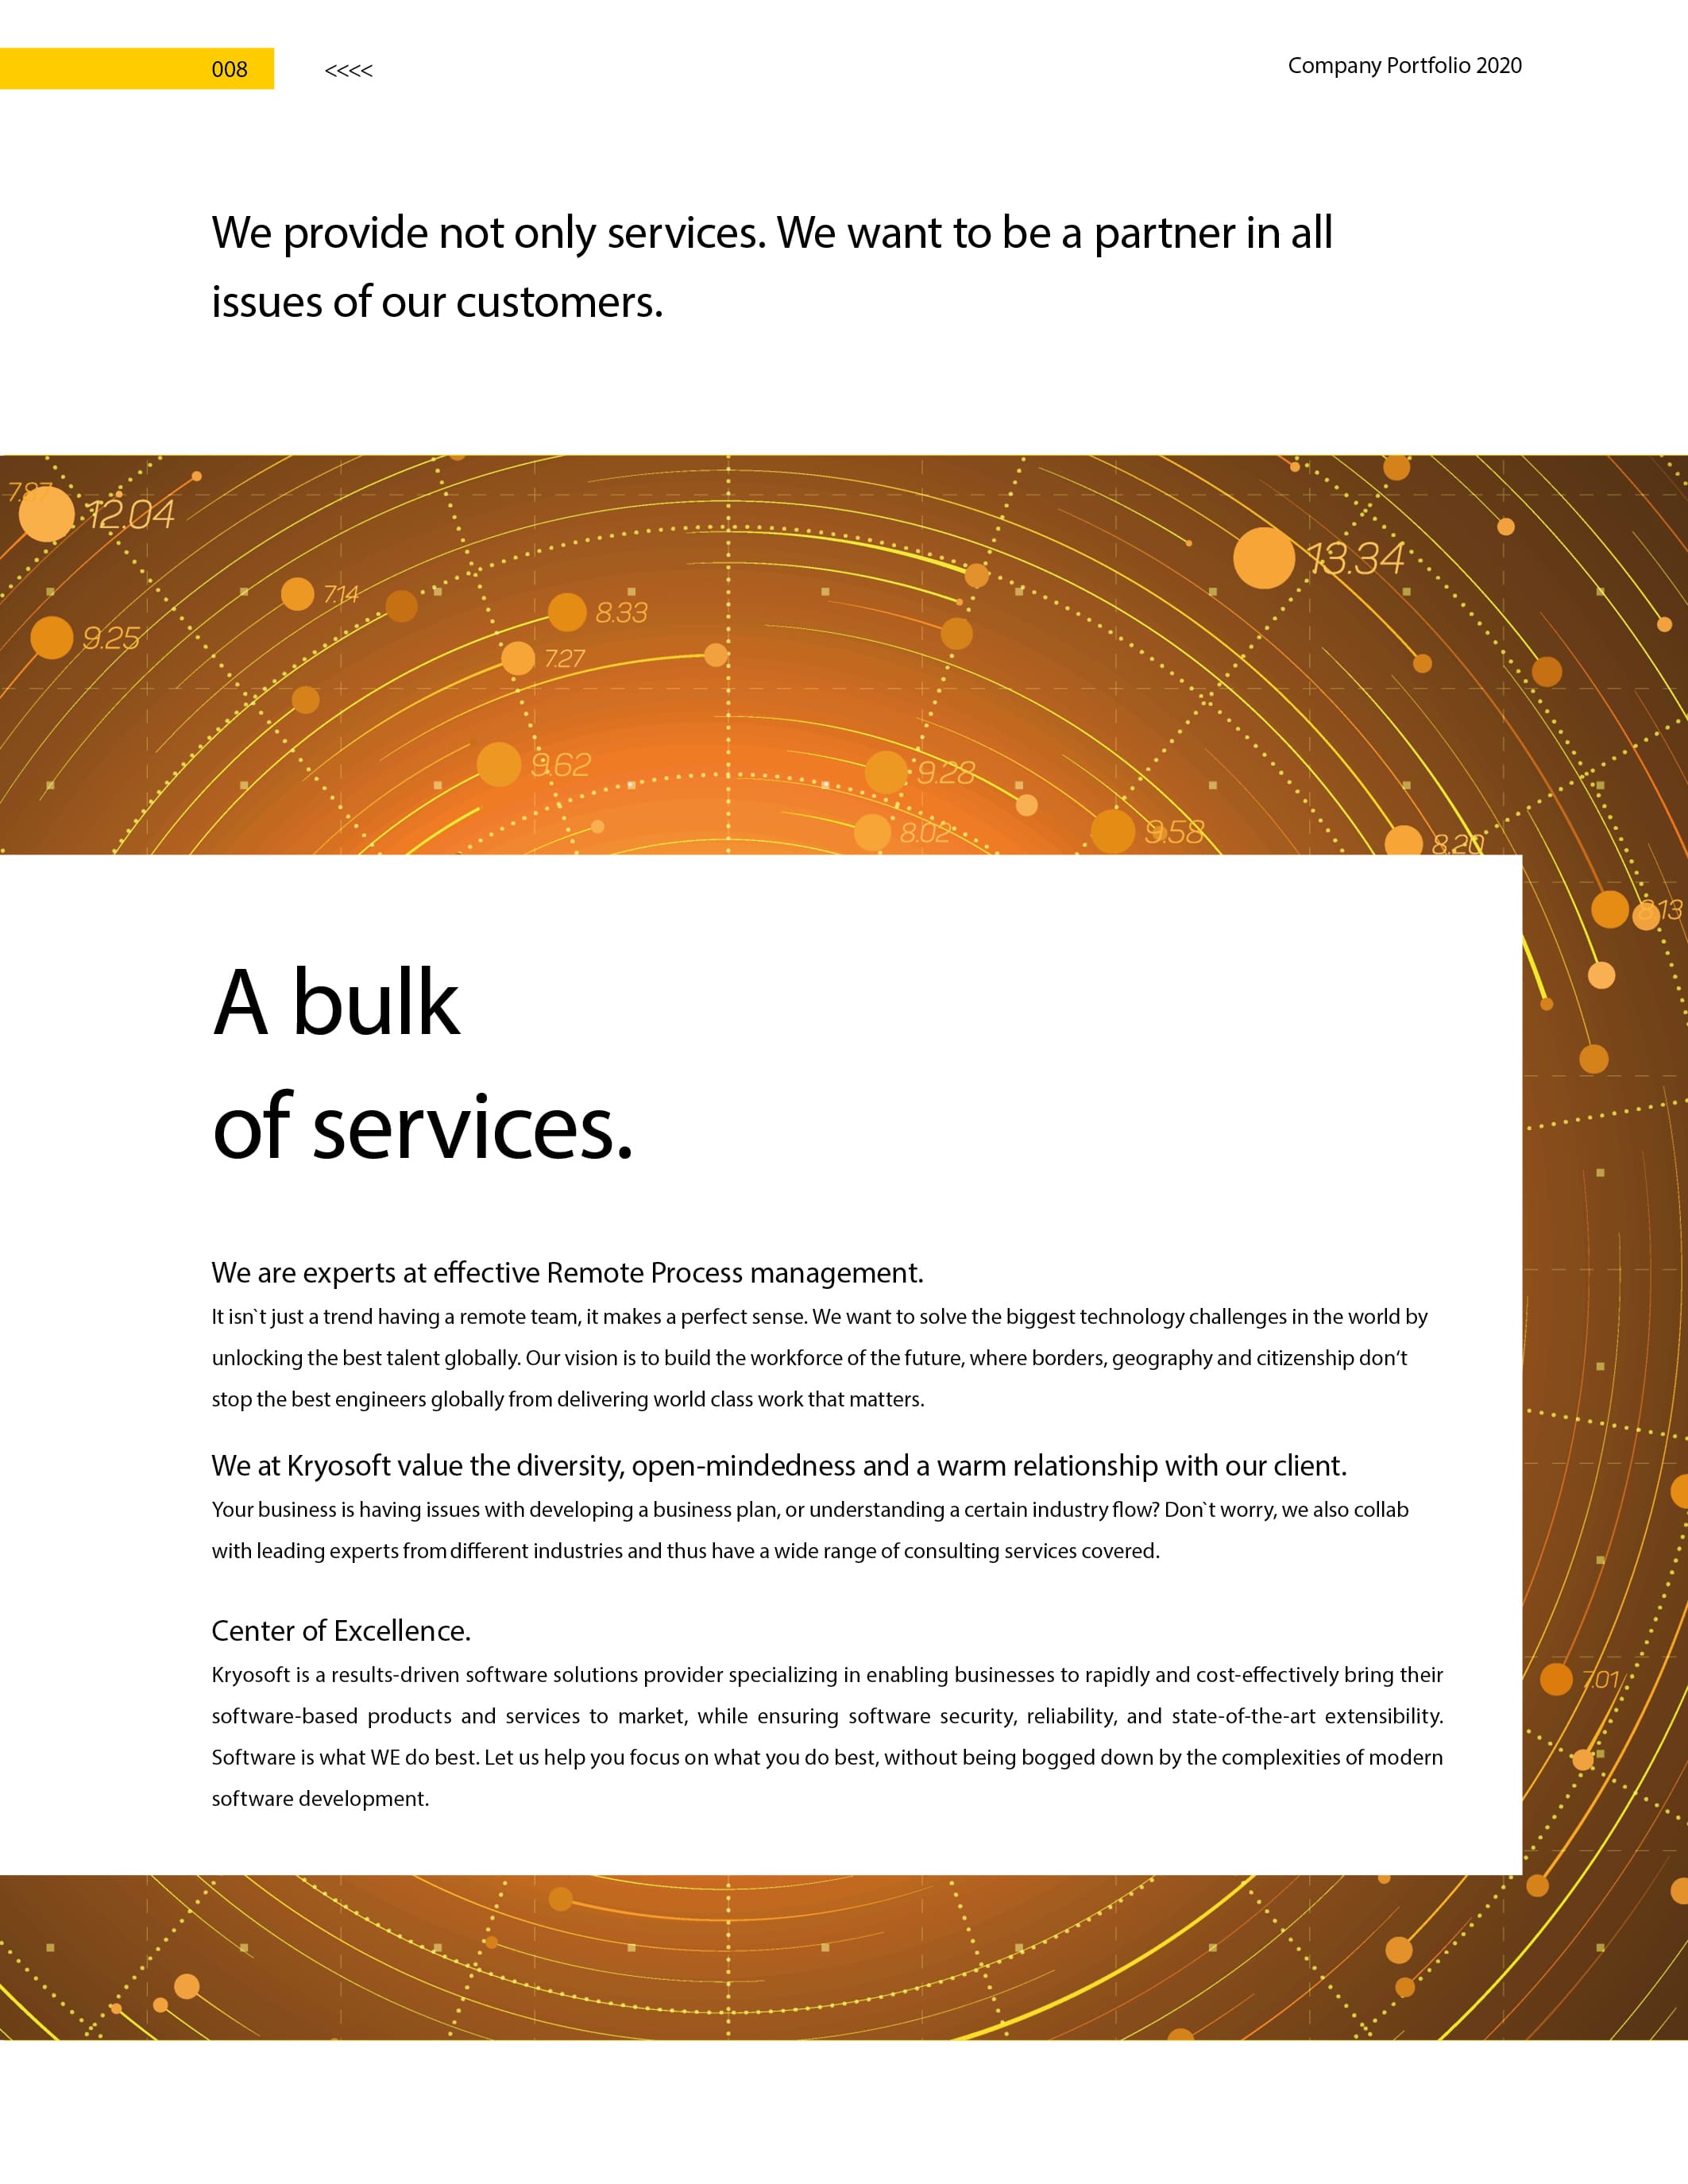 008
<<<<
Company Portfolio 2020
We provide not only services. We want to be a partner in all
issues of our customers.
12.04
13.34
7.14
8.33
9.25
7.27
9.62
9.28
8.02
9.58
8.20
8.13
A bulk
of services.
We are experts at effective Remote Process management.
It isn`t just a trend having a remote team, it makes a perfect sense. We want to solve the biggest technology challenges in the world by
unlocking the best talent globally. Our vision is to build the workforce of the future, where borders, geography and citizenship don‘t
stop the best engineers globally from delivering world class work that matters.
We at Kryosoft value the diversity, open-mindedness and a warm relationship with our client.
Your business is having issues with developing a business plan, or understanding a certain industry flow? Don`t worry, we also collab
with leading experts from different industries and thus have a wide range of consulting services covered.
Center of Excellence.
Kryosoft is a results-driven software solutions provider specializing in enabling businesses to rapidly and cost-effectively bring their
software-based products and services to market, while ensuring software security, reliability, and state-of-the-art extensibility.
Software is what WE do best. Let us help you focus on what you do best, without being bogged down by the complexities of modern
software development.
7.01